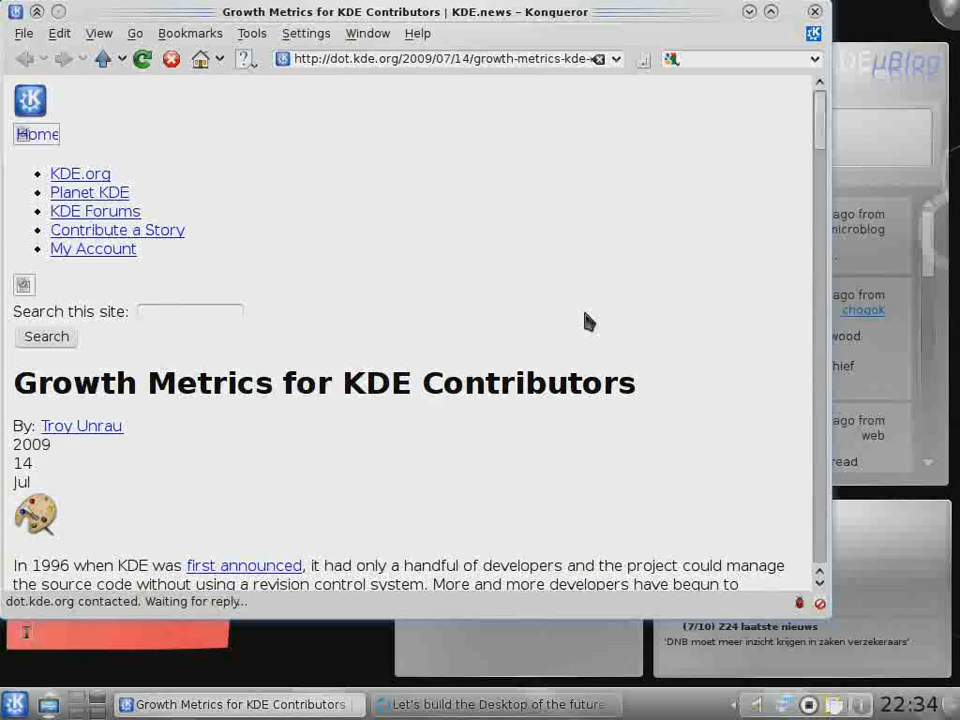 Growth Metrics for KDE Contributors | KDE.news – Konqueror
File Edit View Go Bookmarks Tools Settings Window Help
http://dot.kde.org/2009/07/14/growth-metrics-kde-
µBlog
Home
KDE.org
Planet KDE
KDE Forums
Contribute a Story
My Account
Search this site:
Search
Growth Metrics for KDE Contributors
By: Troy Unrau
2009
14
Jul
In 1996 when KDE was first announced, it had only a handful of developers and the project could manage
the source code without using a revision control system. More and more developers have begun to
dot.kde.org contacted. Waiting for reply...
ago from
microblog
ago from
choqok
wood
hief
ago from
web
read
(7/10) 224 laatste nieuws
'DNB moet meer inzicht krijgen in zaken verzekeraars'
Growth Metrics for KDE Contributors
Let's build the Desktop of the future
22:34